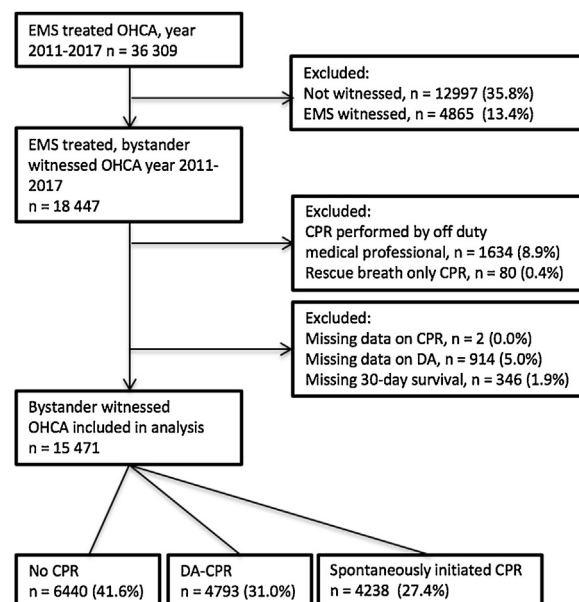 EMS treated OHCA, year
2011-2017 n = 36 309
Excluded:
Not witnessed, n = 12997 (35.8%)
EMS witnessed, n = 4865 (13.4%)
EMS treated, bystander
witnessed OHCA year 2011-
2017
n = 18 447
Excluded:
CPR performed by off duty
medical professional, n = 1634 (8.9%)
Rescue breath only CPR, n = 80 (0.4%)
Excluded:
Missing data on CPR, n = 2 (0.0%)
Missing data on DA, n = 914 (5.0%)
Missing 30-day survival, n = 346 (1.9%)
Bystander witnessed
OHCA included in analysis
n = 15 471
No CPR
n = 6440 (41.6%)
DA-CPR
n = 4793 (31.0%)
Spontaneously initiated CPR
n = 4238 (27.4%)